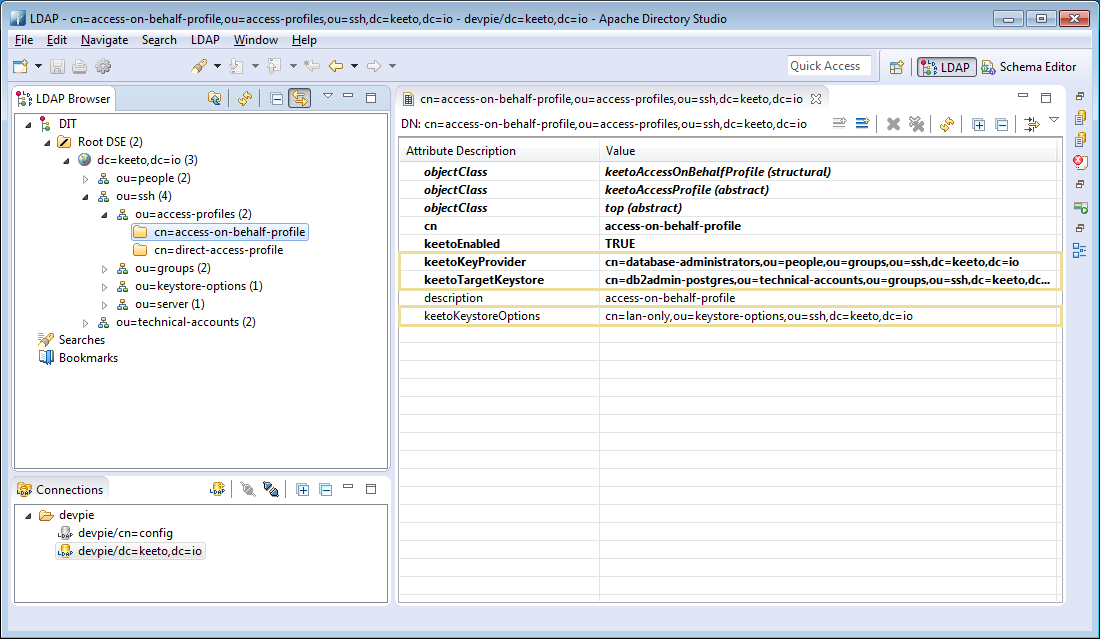 LDAP - cn=access-on-behalf-profile,ou=access-profiles,ou=ssh,dc=keeto,dc=io - devpie/dc=keeto,dc=io - Apache Directory Studio
File Edit Navigate Search LDAP Window Help
Quick Access LDAP Schema Editor
LDAP Browser
DIT
Root DSE (2)
dc=keeto,dc=io (3)
ou=people (2)
ou=ssh (4)
ou=access-profiles (2)
cn=access-on-behalf-profile
cn=direct-access-profile
ou=groups (2)
ou=keystore-options (1)
ou=server (1)
ou=technical-accounts (2)
Searches
Bookmarks
Connections
LDAP
devpie
LDAP devpie/cn=config
LDAP devpie/dc=keeto,dc=io
cn=access-on-behalf-profile,ou=access-profiles,ou=ssh,dc=keeto,dc=io
DN: cn=access-on-behalf-profile,ou=access-profiles,ou=ssh,dc=keeto,dc=io
Attribute Description Value
objectClass keetoAccessOnBehalfProfile (structural)
objectClass keetoAccessProfile (abstract)
objectClass top (abstract)
cn access-on-behalf-profile
keetoEnabled TRUE
keetoKeyProvider cn=database-administrators,ou=people,ou=groups,ou=ssh,dc=keeto,dc=io
keetoTargetKeystore cn=db2admin-postgres,ou=technical-accounts,ou=groups,ou=ssh,dc=keeto,dc...
description access-on-behalf-profile
keetoKeystoreOptions cn=lan-only,ou=keystore-options,ou=ssh,dc=keeto,dc=io